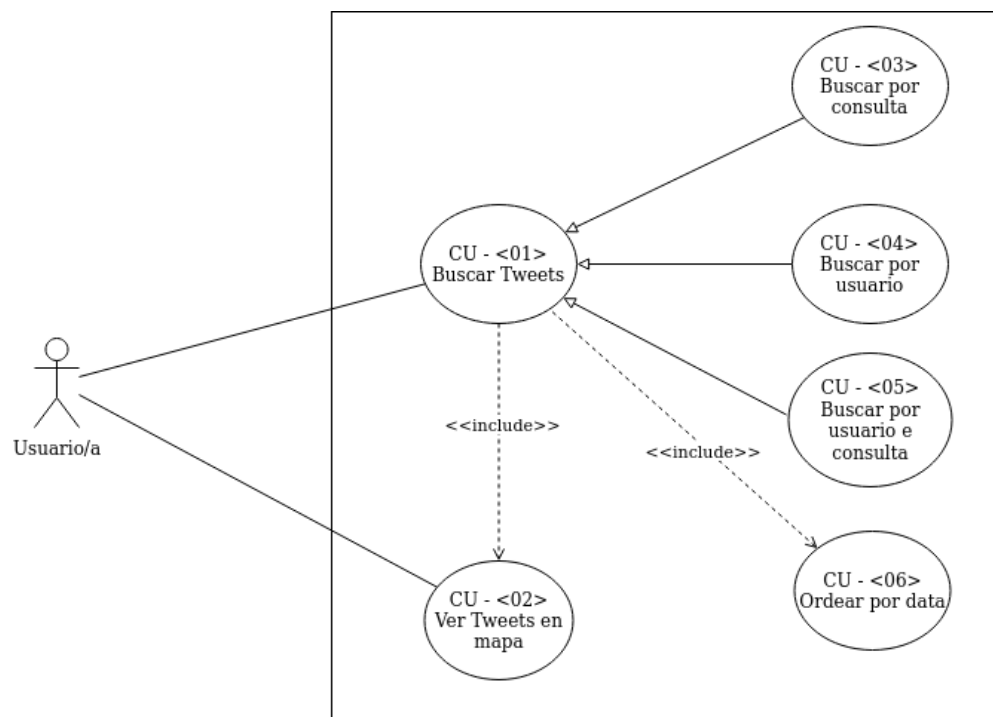 CU - <03>
Buscar por
consulta
CU - <01>
Buscar Tweets
CU - <04>
Buscar por
usuario
Usuario/a
<<include>>
CU - <05>
Buscar por
usuario e
consulta
<<include>>
CU - <02>
Ver Tweets en
mapa
CU - <06>
Ordear por data